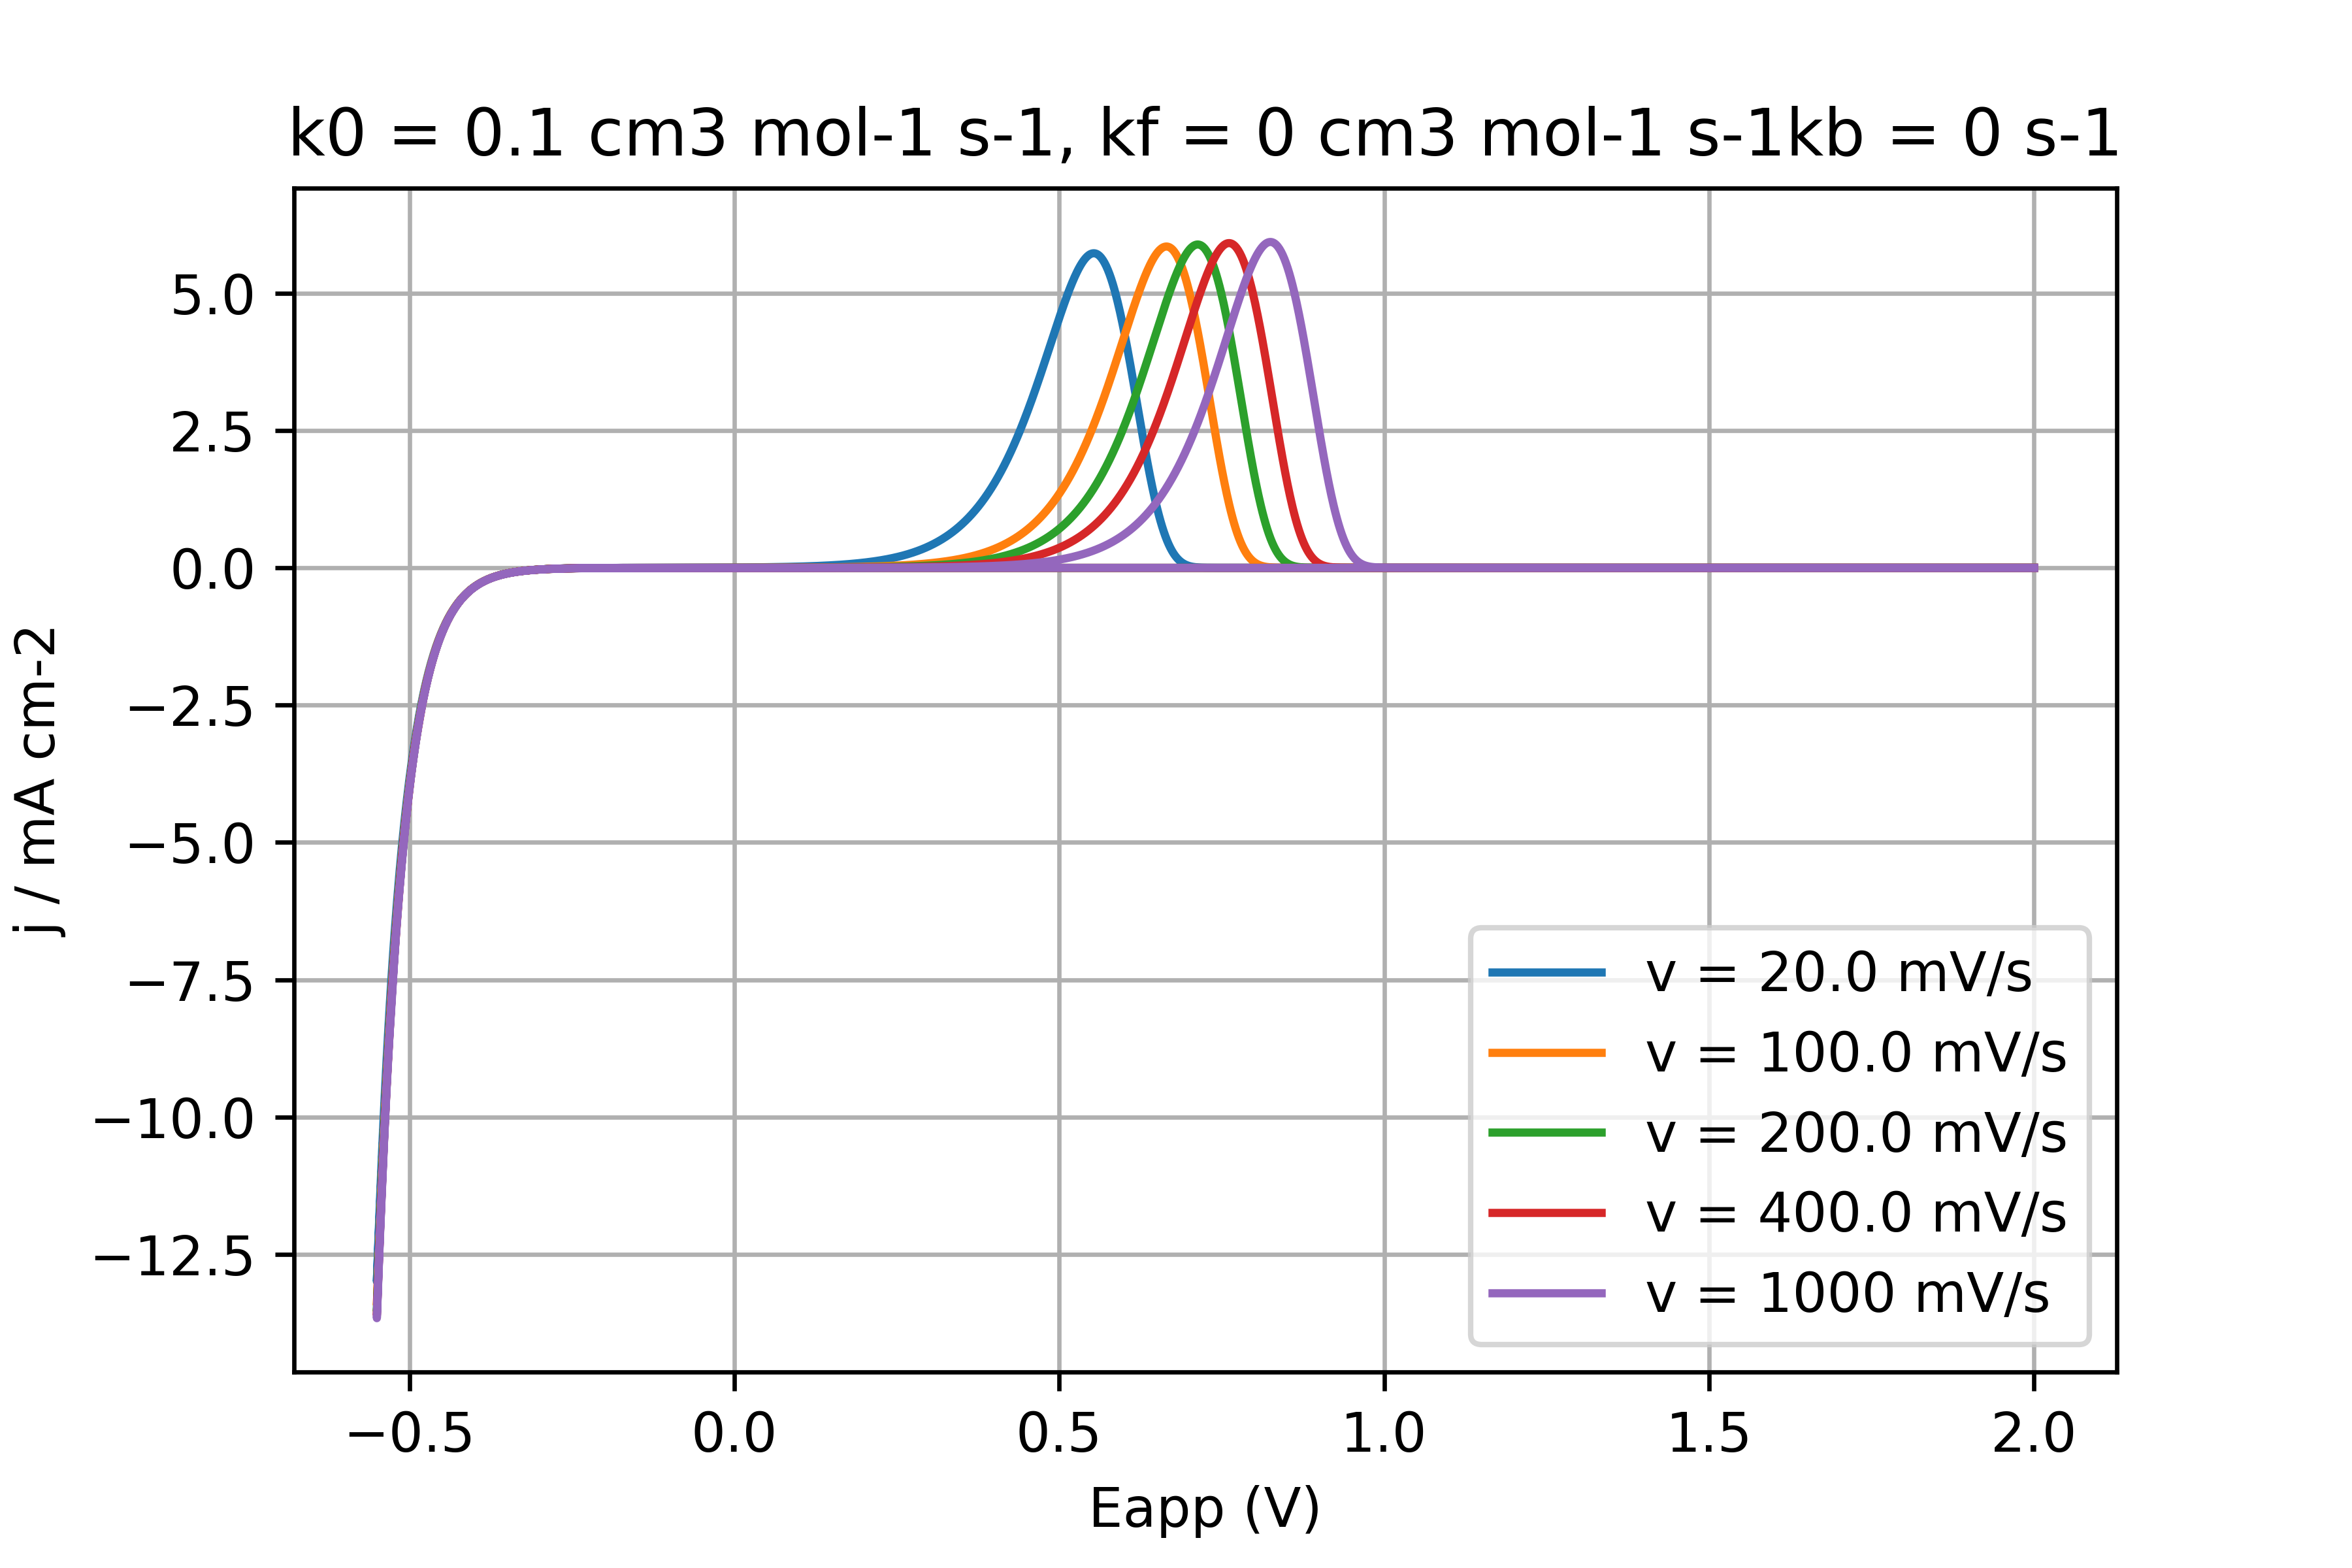 k0 = 0.1 cm3 mol-1 s-1, kf = 0 cm3 mol-1 s-1kb = 0 s-1
5.0
2.5
0.0
−2.5
−5.0
−7.5
−10.0
−12.5
j / mA cm-2
v = 20.0 mV/s
v = 100.0 mV/s
v = 200.0 mV/s
v = 400.0 mV/s
v = 1000 mV/s
−0.5 0.0 0.5 1.0 1.5 2.0
Eapp (V)